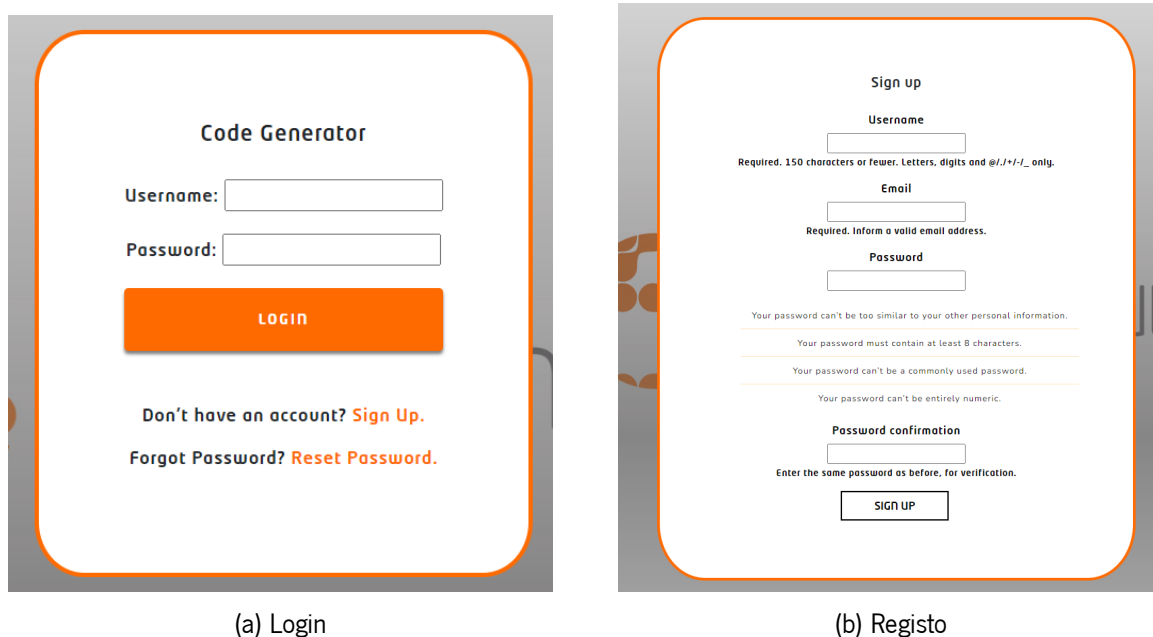 Code Generator
Username:
Password:
LOGIN
Don't have an account? Sign Up.
Forgot Password? Reset Password.
(a) Login
Sign up
Username
Required. 150 characters or fewer. Letters, digits and @/./+/-/_ only.
Email
Required. Inform a valid email address.
Password
Your password can't be too similar to your other personal information.
Your password must contain at least 8 characters.
Your password can't be a commonly used password.
Your password can't be entirely numeric.
Password confirmation
Enter the same password as before, for verification.
SIGN UP
(b) Registo